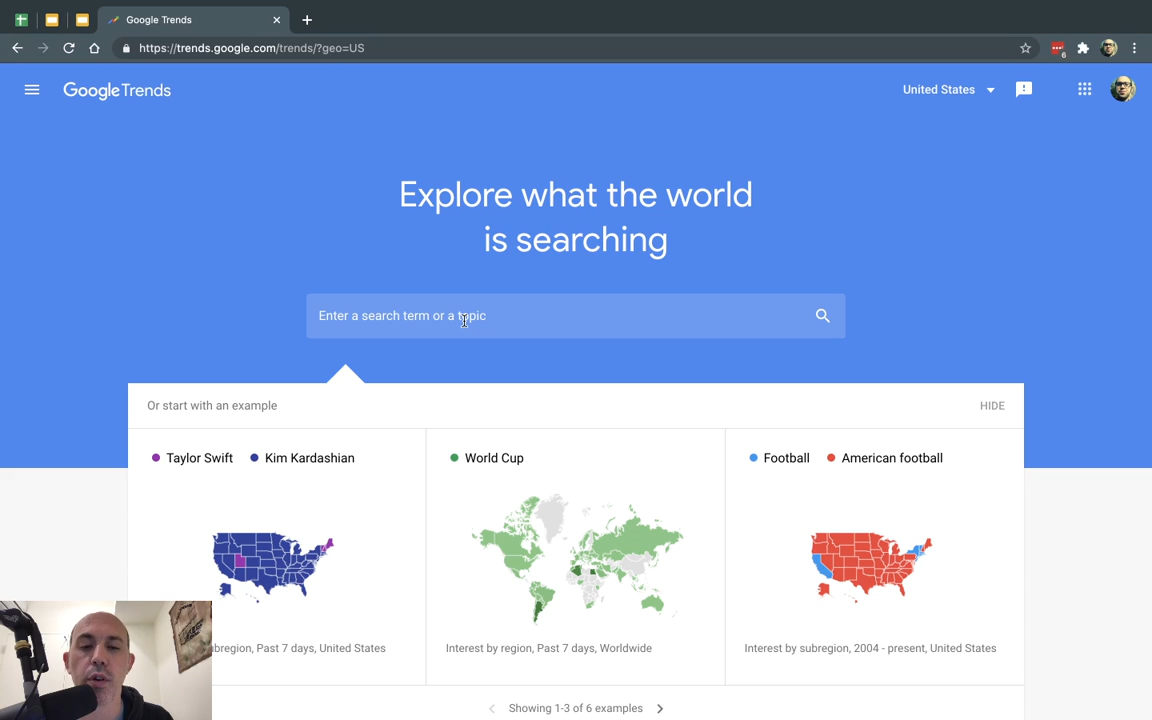 Google Trends
https://trends.google.com/trends/?geo=US
6
Google Trends
United States
Explore what the world
is searching
Enter a search term or a topic
Or start with an example
HIDE
Taylor Swift
Kim Kardashian
World Cup
Football
American football
bregion, Past 7 days, United States
Interest by region, Past 7 days, Worldwide
Interest by subregion, 2004 - present, United States
Showing 1-3 of 6 examples